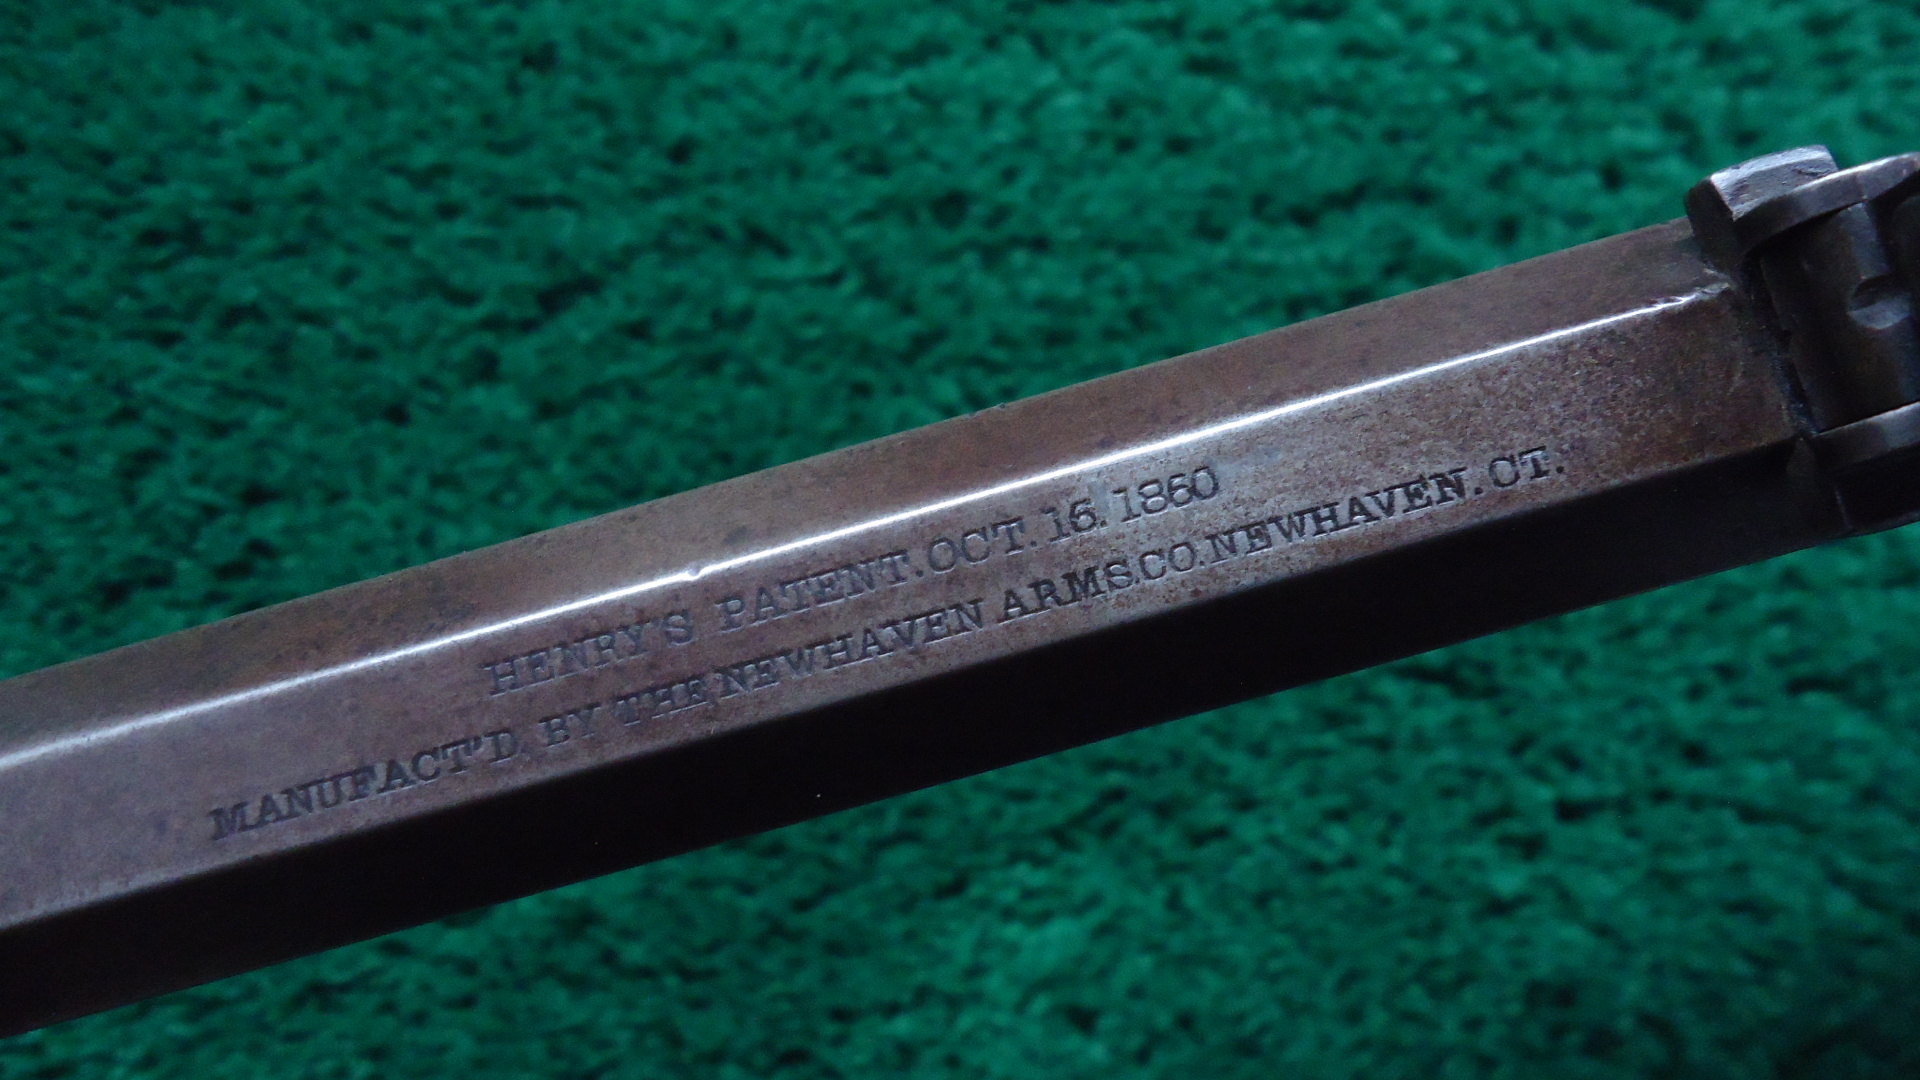 HENRY'S PATENT. OCT. 16. 1860
MANUFACT'D. BY THE NEWHAVEN ARMS. CO. NEWHAVEN. CT.